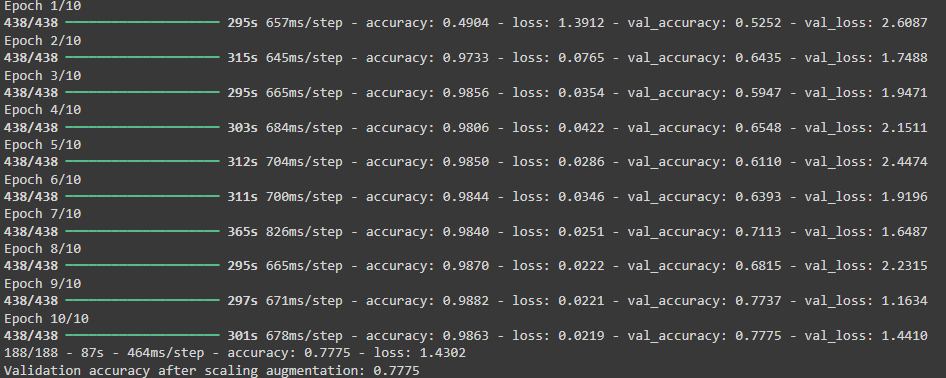 Epoch 1/10
438/438 ━━━━━━━━━━━━━━━━━━━━ 295s 657ms/step - accuracy: 0.4904 - loss: 1.3912 - val_accuracy: 0.5252 - val_loss: 2.6087
Epoch 2/10
438/438 ━━━━━━━━━━━━━━━━━━━━ 315s 645ms/step - accuracy: 0.9733 - loss: 0.0765 - val_accuracy: 0.6435 - val_loss: 1.7488
Epoch 3/10
438/438 ━━━━━━━━━━━━━━━━━━━━ 295s 665ms/step - accuracy: 0.9856 - loss: 0.0354 - val_accuracy: 0.5947 - val_loss: 1.9471
Epoch 4/10
438/438 ━━━━━━━━━━━━━━━━━━━━ 303s 684ms/step - accuracy: 0.9806 - loss: 0.0422 - val_accuracy: 0.6548 - val_loss: 2.1511
Epoch 5/10
438/438 ━━━━━━━━━━━━━━━━━━━━ 312s 704ms/step - accuracy: 0.9850 - loss: 0.0286 - val_accuracy: 0.6110 - val_loss: 2.4474
Epoch 6/10
438/438 ━━━━━━━━━━━━━━━━━━━━ 311s 700ms/step - accuracy: 0.9844 - loss: 0.0346 - val_accuracy: 0.6393 - val_loss: 1.9196
Epoch 7/10
438/438 ━━━━━━━━━━━━━━━━━━━━ 365s 826ms/step - accuracy: 0.9840 - loss: 0.0251 - val_accuracy: 0.7113 - val_loss: 1.6487
Epoch 8/10
438/438 ━━━━━━━━━━━━━━━━━━━━ 295s 665ms/step - accuracy: 0.9870 - loss: 0.0222 - val_accuracy: 0.6815 - val_loss: 2.2315
Epoch 9/10
438/438 ━━━━━━━━━━━━━━━━━━━━ 297s 671ms/step - accuracy: 0.9882 - loss: 0.0221 - val_accuracy: 0.7737 - val_loss: 1.1634
Epoch 10/10
438/438 ━━━━━━━━━━━━━━━━━━━━ 301s 678ms/step - accuracy: 0.9863 - loss: 0.0219 - val_accuracy: 0.7775 - val_loss: 1.4410
188/188 - 87s - 464ms/step - accuracy: 0.7775 - loss: 1.4302
Validation accuracy after scaling augmentation: 0.7775